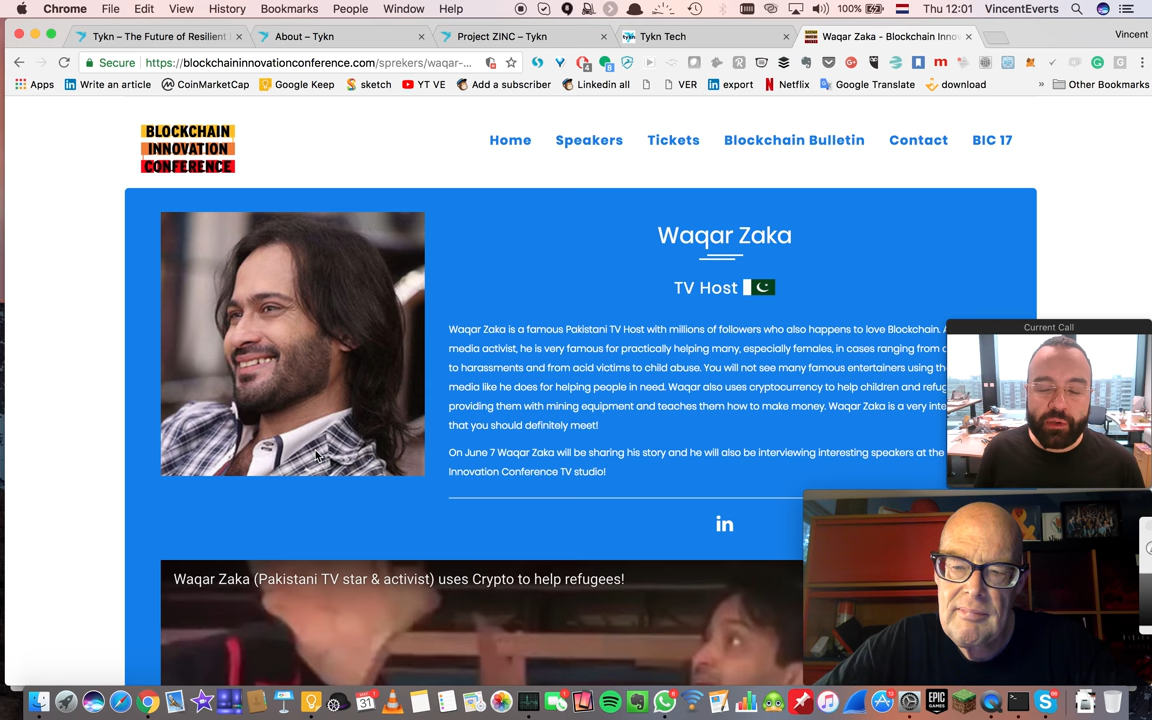 Chrome File Edit View History Bookmarks People Window Help 100% Thu 12:01 VincentEverts
Tykn – The Future of Resilient I × About – Tykn × Project ZINC – Tykn × tykn Tykn Tech × Waqar Zaka - Blockchain Innov × Vincent
Secure https://blockchaininnovationconference.com/sprekers/waqar-...
Apps Write an article CoinMarketCap Google Keep sketch YT VE Add a subscriber Linkedin all VER export Netflix Google Translate download » Other Bookmarks
BLOCKCHAIN
INNOVATION
CONFERENCE
Home Speakers Tickets Blockchain Bulletin Contact BIC 17
Waqar Zaka
TV Host
Waqar Zaka is a famous Pakistani TV Host with millions of followers who also happens to love Blockchain.
media activist, he is very famous for practically helping many, especially females, in cases ranging from
to harassments and from acid victims to child abuse. You will not see many famous entertainers using
media like he does for helping people in need. Waqar also uses cryptocurrency to help children and
providing them with mining equipment and teaches them how to make money. Waqar Zaka is a very
that you should definitely meet!
On June 7 Waqar Zaka will be sharing his story and he will also be interviewing interesting speakers at the
Innovation Conference TV studio!
in
Waqar Zaka (Pakistani TV star & activist) uses Crypto to help refugees!
Current Call
EPIC
GAMES